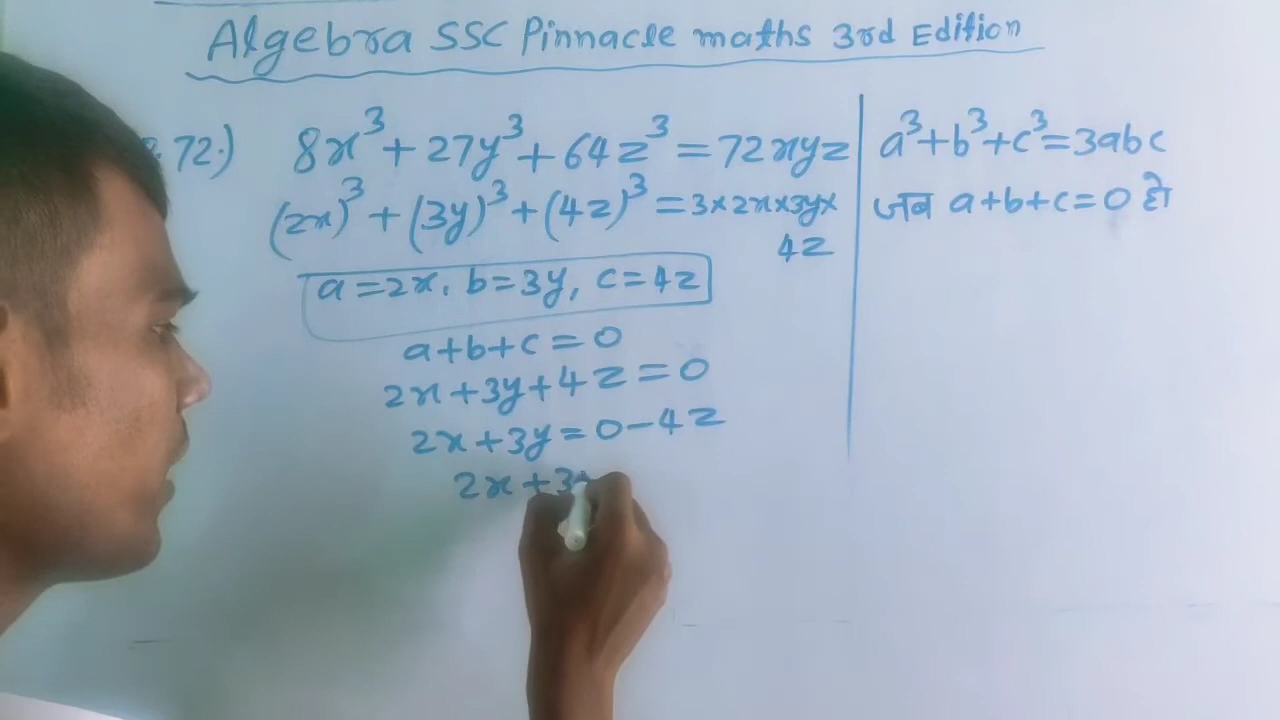 Algebra SSC Pinnacle maths 3rd Edition
72.) 8x³ + 27y³ + 64z³ = 72xyz
(2x)³ + (3y)³ + (4z)³ = 3×2x×3y×
4z
a = 2x, b = 3y, c = 4z
a+b+c = 0
2x + 3y + 4z = 0
2x + 3y = 0 - 4z
2x + 3
a³+b³+c³=3abc
जब a+b+c=0 हो